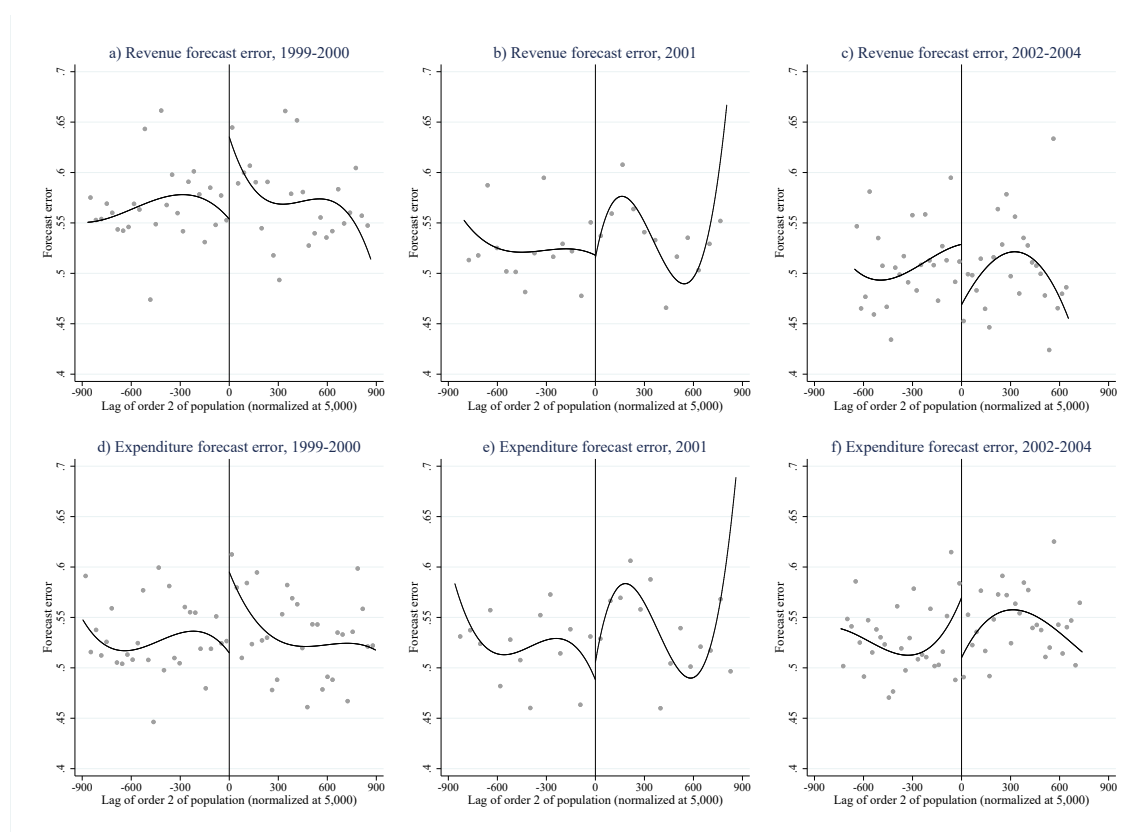 a) Revenue forecast error, 1999-2000
b) Revenue forecast error, 2001
c) Revenue forecast error, 2002-2004
.7
.65
.6
.55
.5
.45
.4
Forecast error
-900 -600 -300 0 300 600 900
Lag of order 2 of population (normalized at 5,000)
.7
.65
.6
.55
.5
.45
.4
Forecast error
-900 -600 -300 0 300 600 900
Lag of order 2 of population (normalized at 5,000)
.7
.65
.6
.55
.5
.45
.4
Forecast error
-900 -600 -300 0 300 600 900
Lag of order 2 of population (normalized at 5,000)
d) Expenditure forecast error, 1999-2000
e) Expenditure forecast error, 2001
f) Expenditure forecast error, 2002-2004
.7
.65
.6
.55
.5
.45
.4
Forecast error
-900 -600 -300 0 300 600 900
Lag of order 2 of population (normalized at 5,000)
.7
.65
.6
.55
.5
.45
.4
Forecast error
-900 -600 -300 0 300 600 900
Lag of order 2 of population (normalized at 5,000)
.7
.65
.6
.55
.5
.45
.4
Forecast error
-900 -600 -300 0 300 600 900
Lag of order 2 of population (normalized at 5,000)